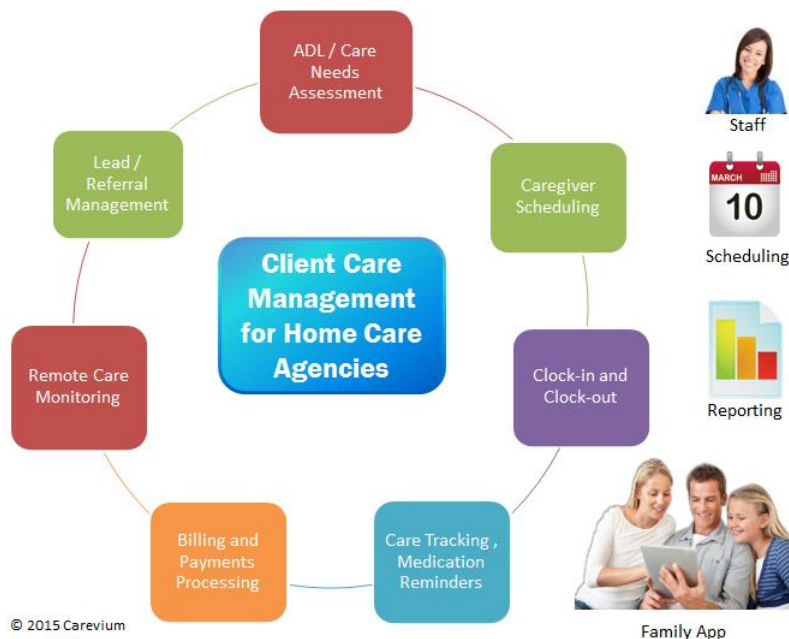 ADL / Care
Needs
Assessment
Lead /
Referral
Management
Caregiver
Scheduling
Client Care
Management
for Home Care
Agencies
Remote Care
Monitoring
Clock-in and
Clock-out
Billing and
Payments
Processing
Care Tracking ,
Medication
Reminders
Staff
MARCH
10
Scheduling
Reporting
Family App
© 2015 Carevium